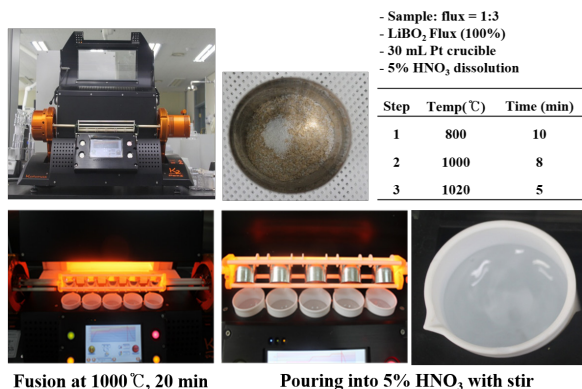 - Sample: flux = 1:3
- LiBO₂ Flux (100%)
- 30 mL Pt crucible
- 5% HNO₃ dissolution
Step Temp(℃) Time (min)
1 800 10
2 1000 8
3 1020 5
Fusion at 1000℃, 20 min
Pouring into 5% HNO₃ with stir